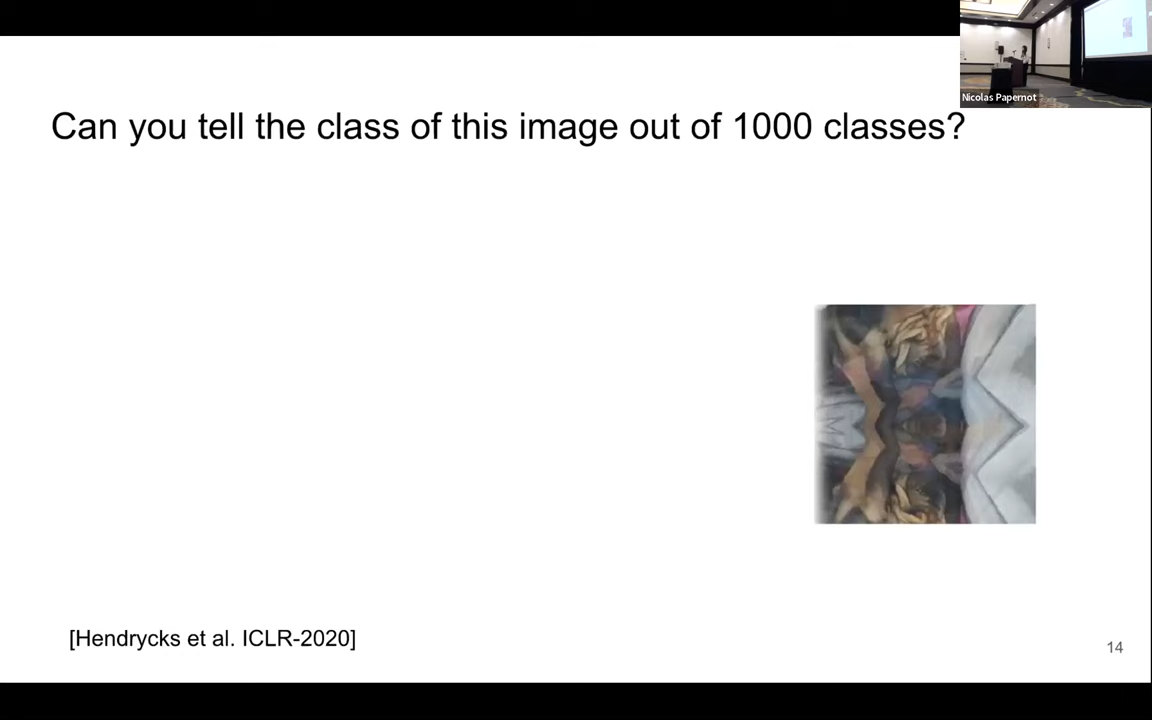 Nicolas Papernot
Can you tell the class of this image out of 1000 classes?
[Hendrycks et al. ICLR-2020]
14